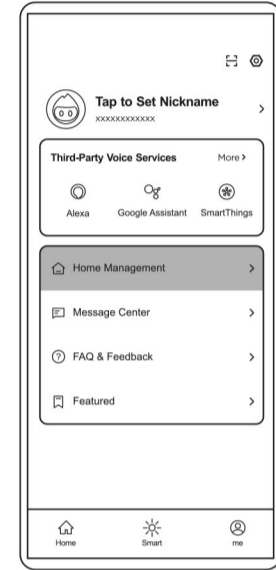 Tap to Set Nickname
xxxxxxxxxxxx
Third-Party Voice Services More
Alexa Google Assistant SmartThings
Home Management
Message Center
FAQ & Feedback
Featured
Home Smart me